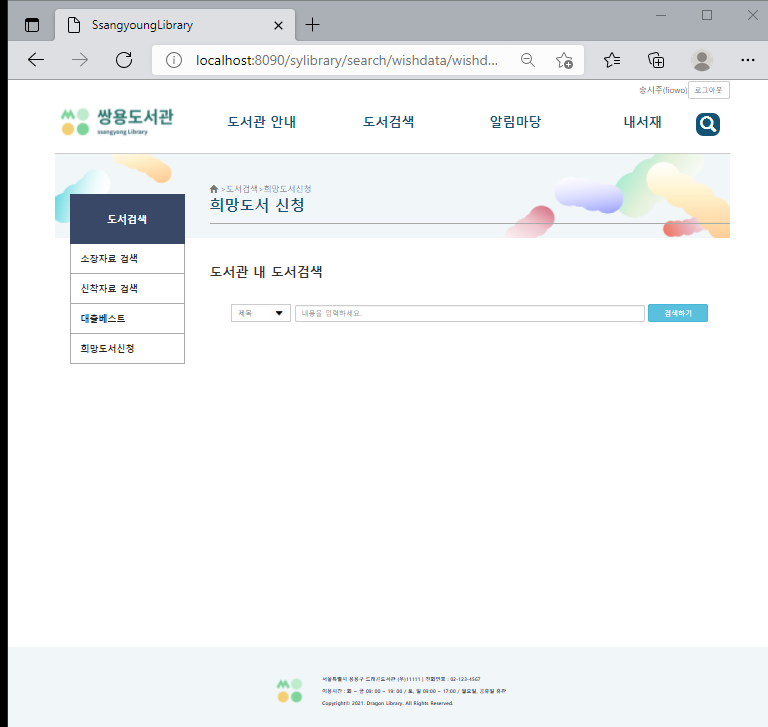 SsangyoungLibrary
localhost:8090/sylibrary/search/wishdata/wishd...
송시주(fiowo) 로그아웃
쌍용도서관
ssangyong Library
도서관 안내 도서검색 알림마당 내서재
>도서검색>희망도서신청
희망도서 신청
도서검색
소장자료 검색
신착자료 검색
대출베스트
희망도서신청
도서관 내 도서검색
제목 내용을 입력하세요. 검색하기
서울특별시 용용구 드래곤도서관 (우)11111 | 전화번호 : 02-123-4567
이용시간 : 화 ~ 금 09: 00 ~ 19: 00 / 토, 일 09:00 ~ 17:00 / 월요일, 공휴일 휴관
Copyright© 2021. Dragon Library. All Rights Reserved.